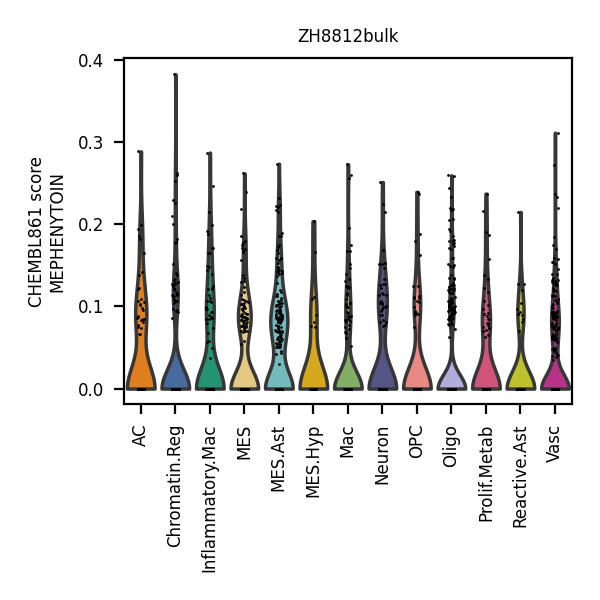 ZH8812bulk
CHEMBL861 score
MEPHENYTOIN
0.4
0.3
0.2
0.1
0.0
AC
Chromatin.Reg
Inflammatory.Mac
MES
MES.Ast
MES.Hyp
Mac
Neuron
OPC
Oligo
Prolif.Metab
Reactive.Ast
Vasc